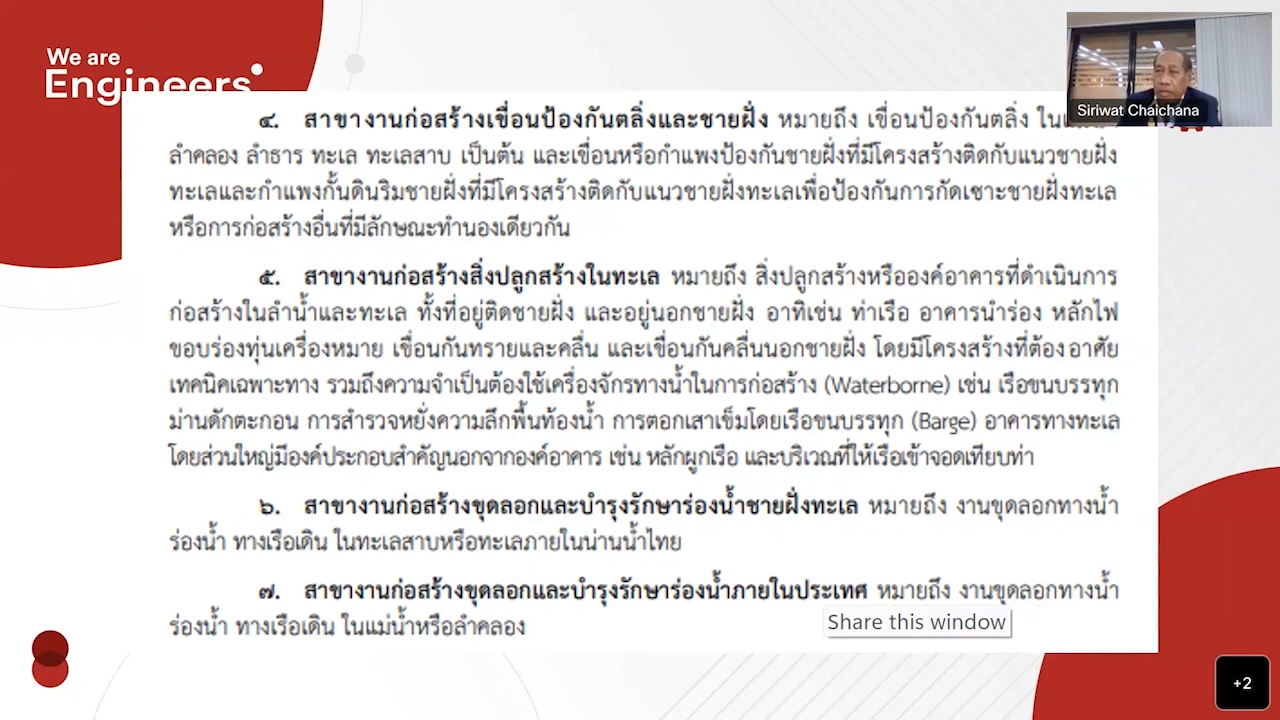 We are
Engineers
Siriwat Chaichana
๔. สาขางานก่อสร้างเขื่อนป้องกันตลิ่งและชายฝั่ง หมายถึง เขื่อนป้องกันตลิ่ง ใน
ลำคลอง ลำธาร ทะเล ทะเลสาบ เป็นต้น และเขื่อนหรือกำแพงป้องกันชายฝั่งที่มีโครงสร้างติดกับแนวชายฝั่ง
ทะเลและกำแพงกั้นดินริมชายฝั่งที่มีโครงสร้างติดกับแนวชายฝั่งทะเลเพื่อป้องกันการกัดเซาะชายฝั่งทะเล
หรือการก่อสร้างอื่นที่มีลักษณะทำนองเดียวกัน
๕. สาขางานก่อสร้างสิ่งปลูกสร้างในทะเล หมายถึง สิ่งปลูกสร้างหรือองค์อาคารที่ดำเนินการ
ก่อสร้างในลำน้ำและทะเล ทั้งที่อยู่ติดชายฝั่ง และอยู่นอกชายฝั่ง อาทิเช่น ท่าเรือ อาคารนำร่อง หลักไฟ
ขอบร่องทุ่นเครื่องหมาย เขื่อนกันทรายและคลื่น และเขื่อนกันคลื่นนอกชายฝั่ง โดยมีโครงสร้างที่ต้องอาศัย
เทคนิคเฉพาะทาง รวมถึงความจำเป็นต้องใช้เครื่องจักรทางน้ำในการก่อสร้าง (Waterborne) เช่น เรือขนบรรทุก
ม่านดักตะกอน การสำรวจหยั่งความลึกพื้นท้องน้ำ การตอกเสาเข็มโดยเรือขนบรรทุก (Barge) อาคารทางทะเล
โดยส่วนใหญ่มีองค์ประกอบสำคัญนอกจากองค์อาคาร เช่น หลักผูกเรือ และบริเวณที่ให้เรือเข้าจอดเทียบท่า
๖. สาขางานก่อสร้างขุดลอกและบำรุงรักษาร่องน้ำชายฝั่งทะเล หมายถึง งานขุดลอกทางน้ำ
ร่องน้ำ ทางเรือเดิน ในทะเลสาบหรือทะเลภายในน่านน้ำไทย
๗. สาขางานก่อสร้างขุดลอกและบำรุงรักษาร่องน้ำภายในประเทศ หมายถึง งานขุดลอกทางน้ำ
ร่องน้ำ ทางเรือเดิน ในแม่น้ำหรือลำคลอง
Share this window
+2